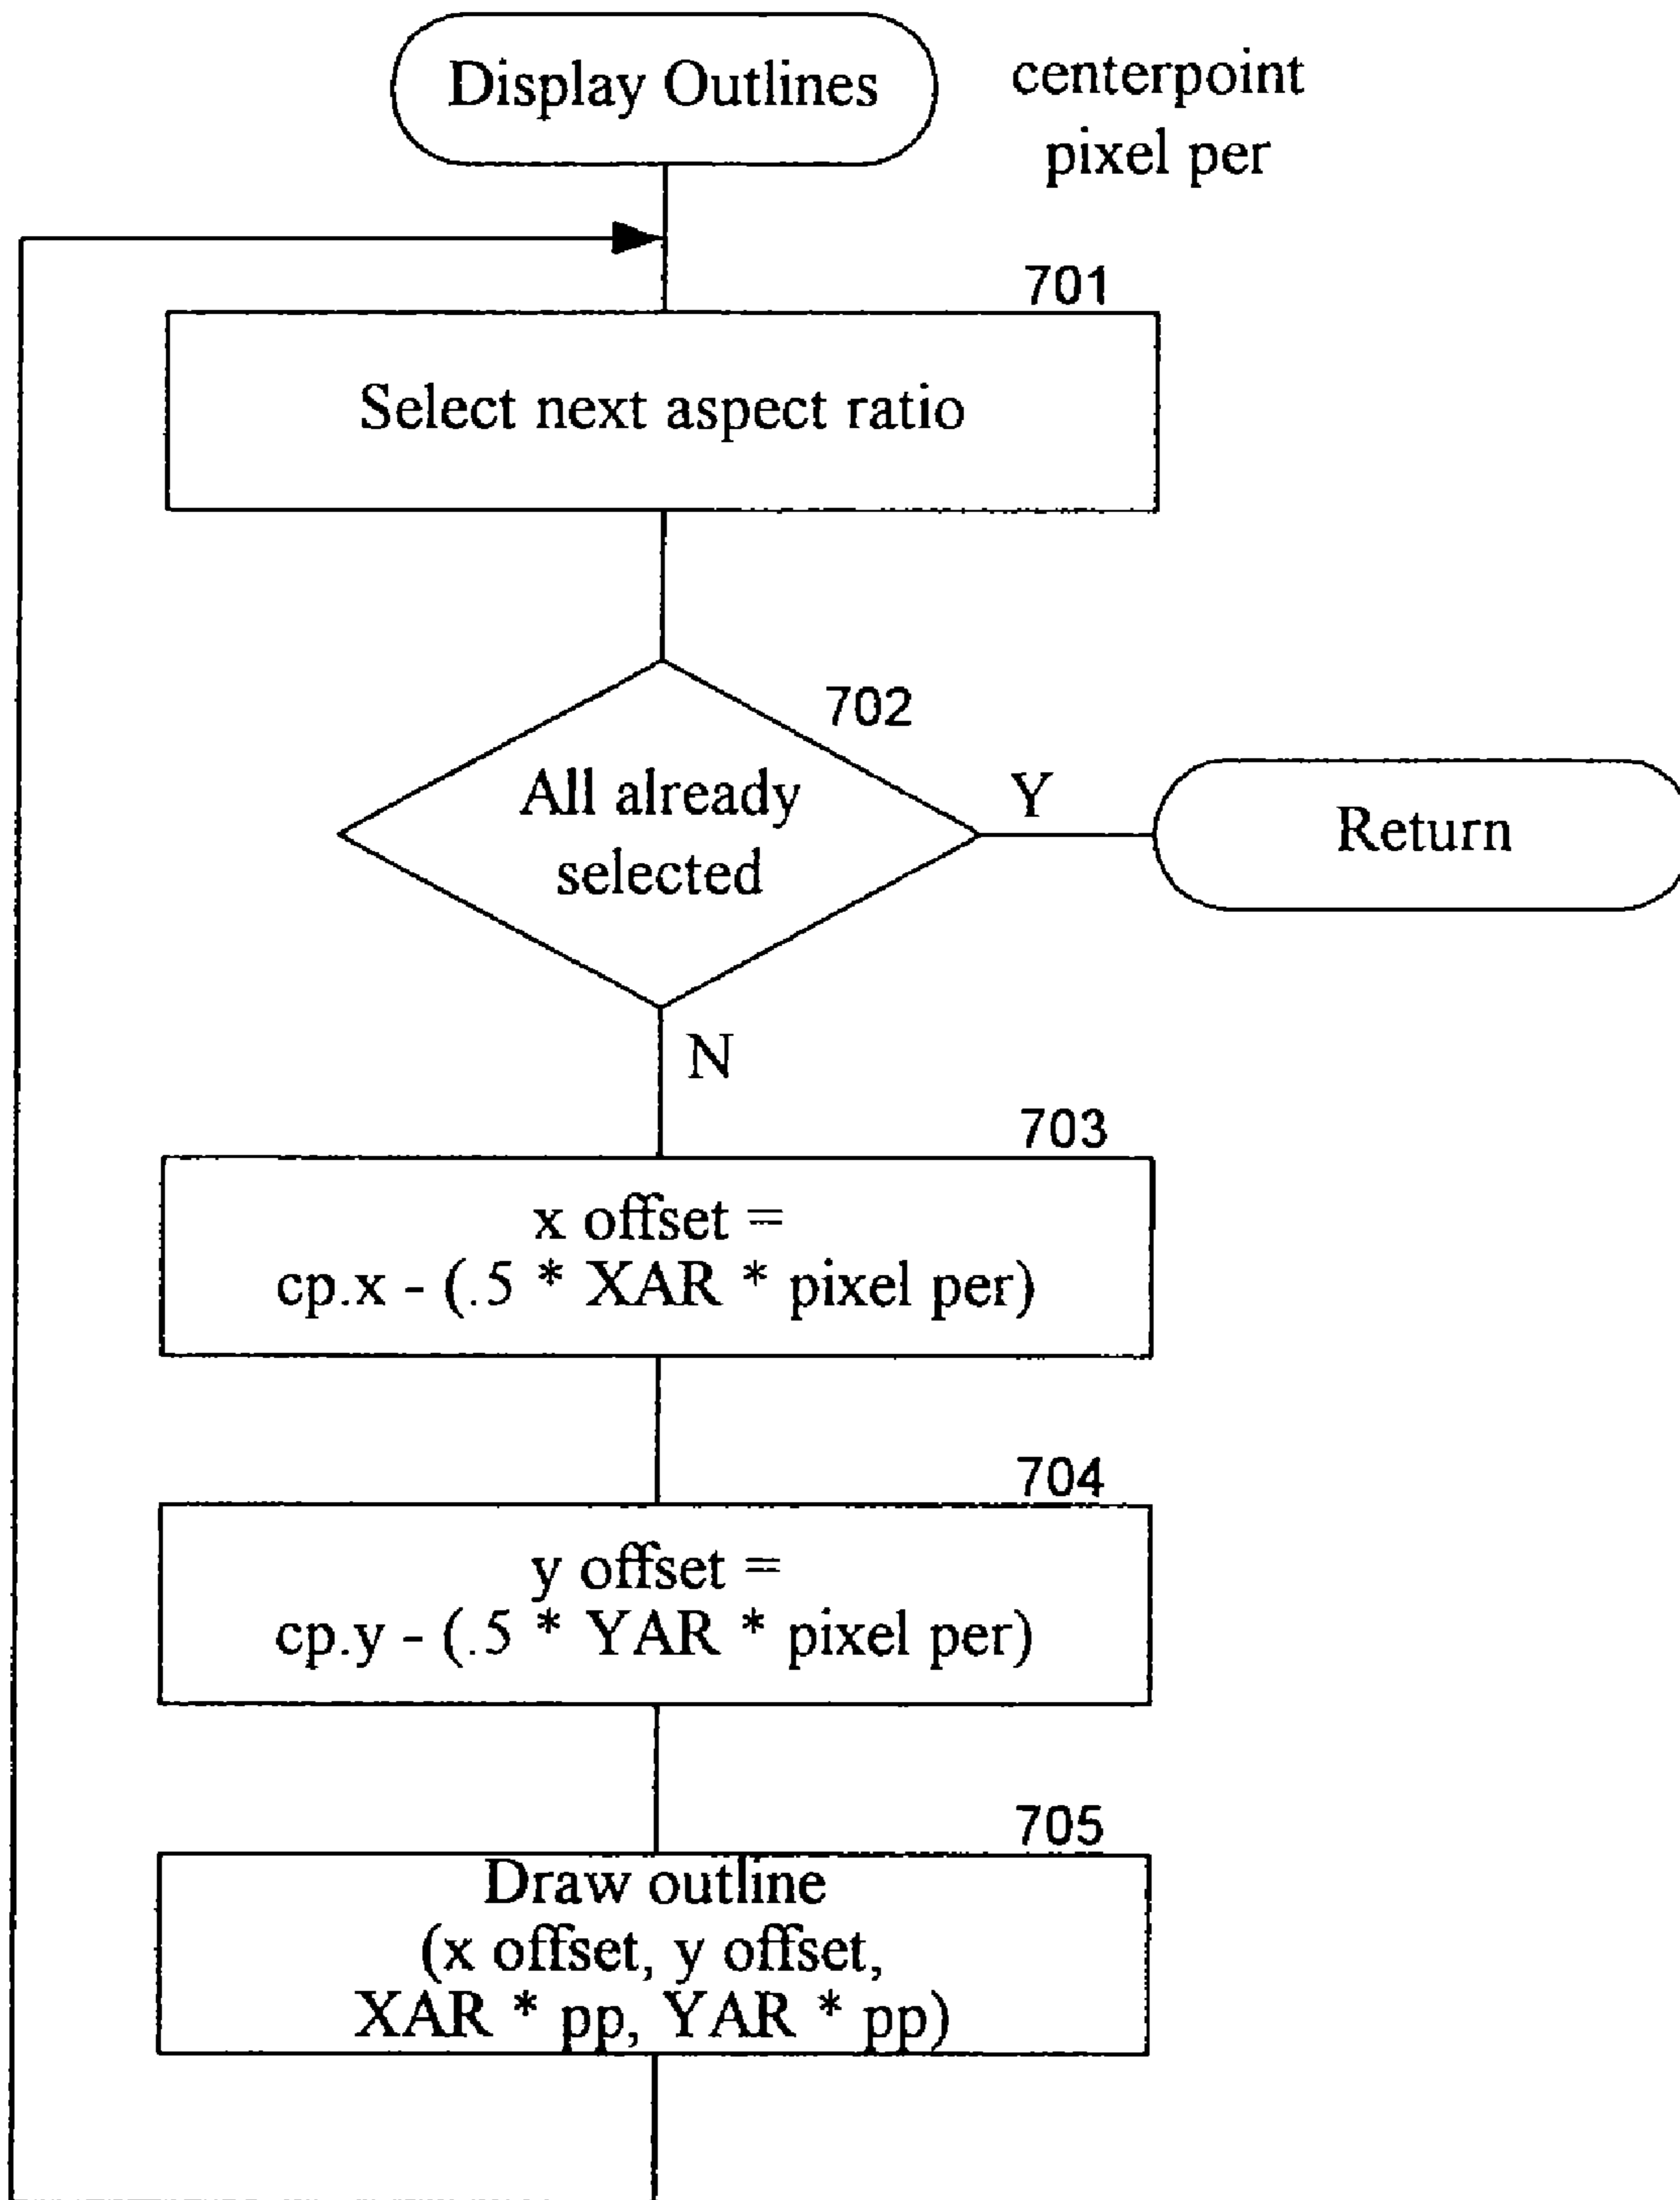 Display Outlines
centerpoint
pixel per
701
Select next aspect ratio
702
All already
selected
Y
Return
N
703
x offset =
cp.x - (.5 * XAR * pixel per)
704
y offset =
cp.y - (.5 * YAR * pixel per)
705
Draw outline
(x offset, y offset,
XAR * pp, YAR * pp)